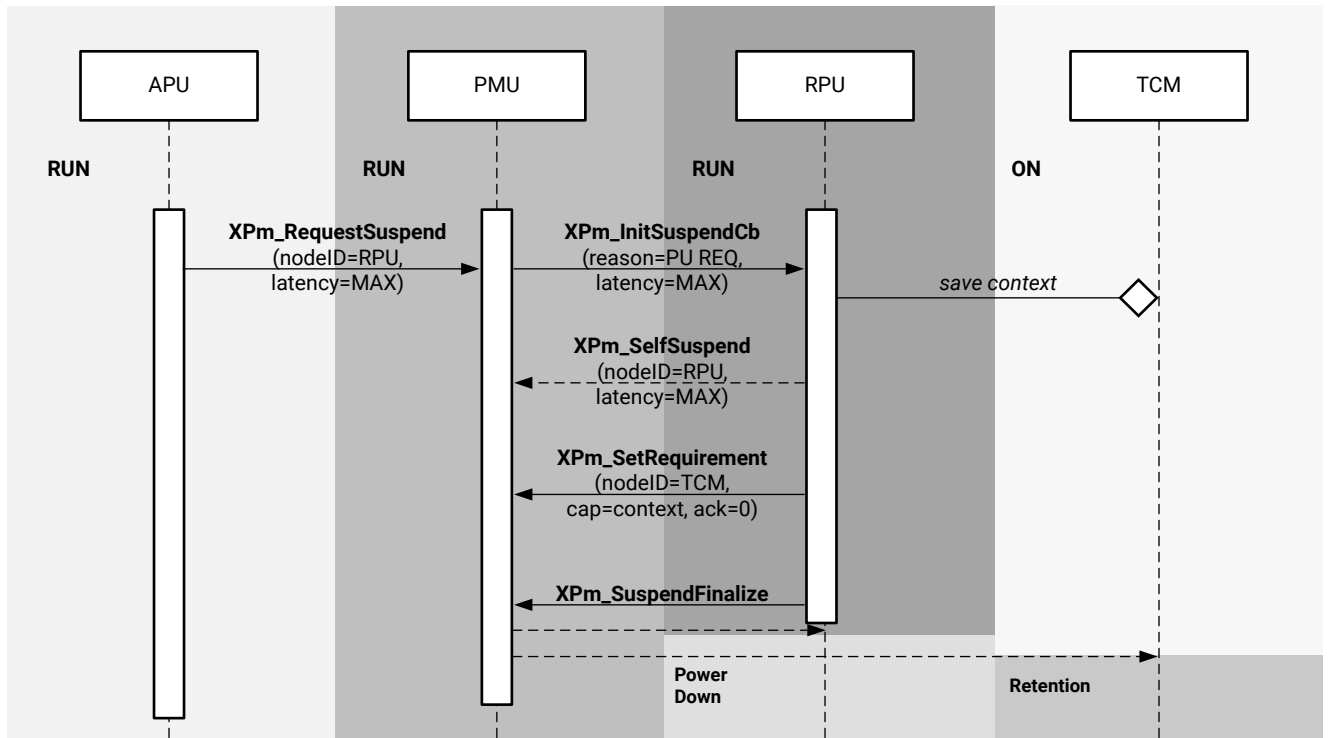 APU
PMU
RPU
TCM
RUN
RUN
RUN
ON
XPm_RequestSuspend
(nodeID=RPU,
latency=MAX)
XPm_InitSuspendCb
(reason=PU REQ,
latency=MAX)
save context
XPm_SelfSuspend
(nodeID=RPU,
latency=MAX)
XPm_SetRequirement
(nodeID=TCM,
cap=context, ack=0)
XPm_SuspendFinalize
Power
Down
Retention